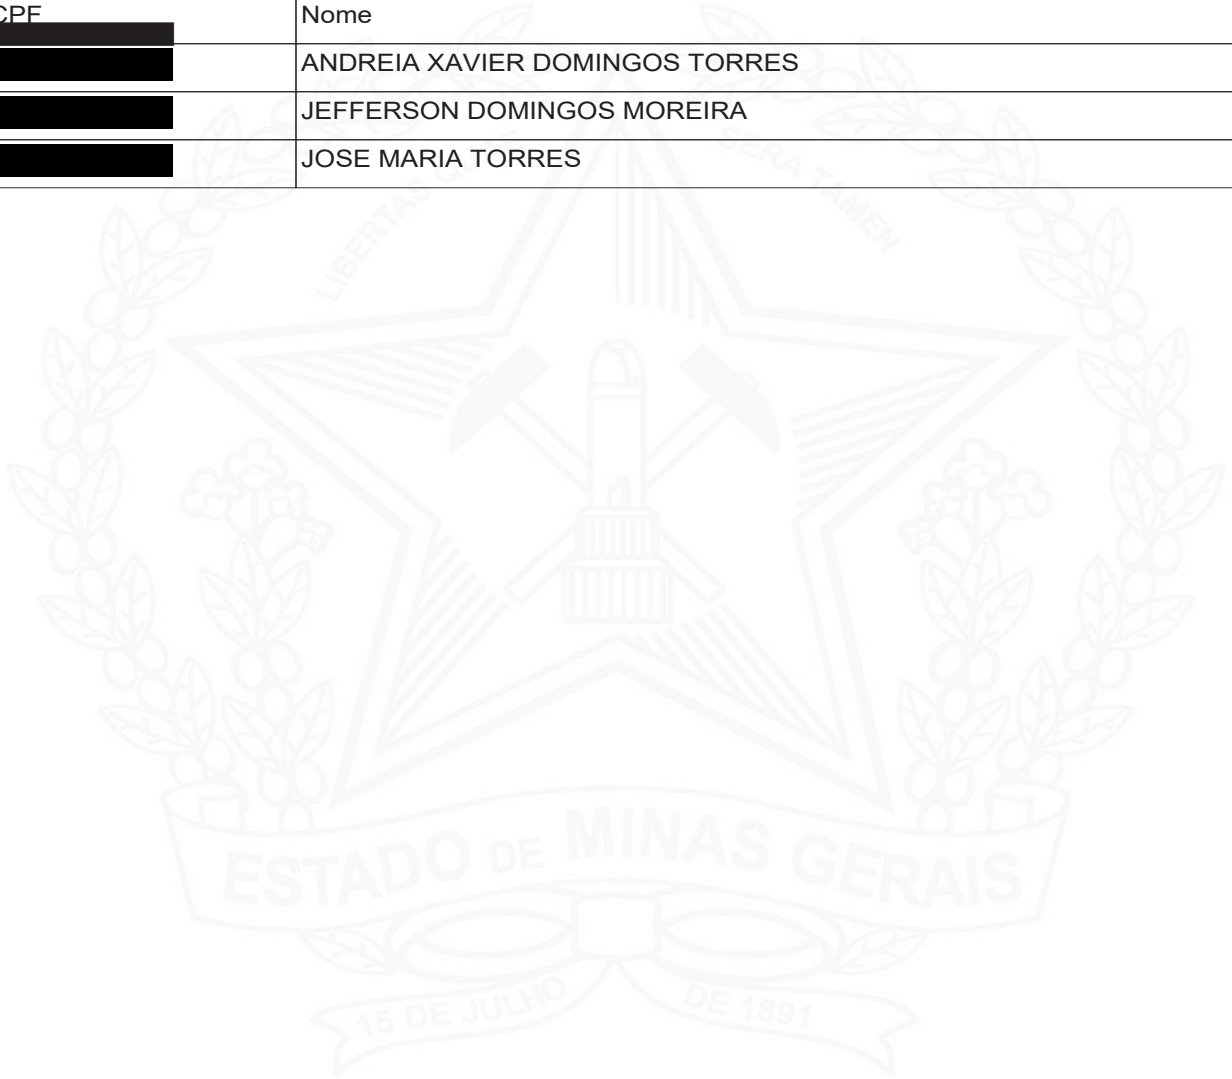 CPF Nome
ANDREIA XAVIER DOMINGOS TORRES
JEFFERSON DOMINGOS MOREIRA
JOSE MARIA TORRES
LIBERTAS QUÆ SERA TAMEN
ESTADO DE MINAS GERAIS
15 DE JULHO DE 1891